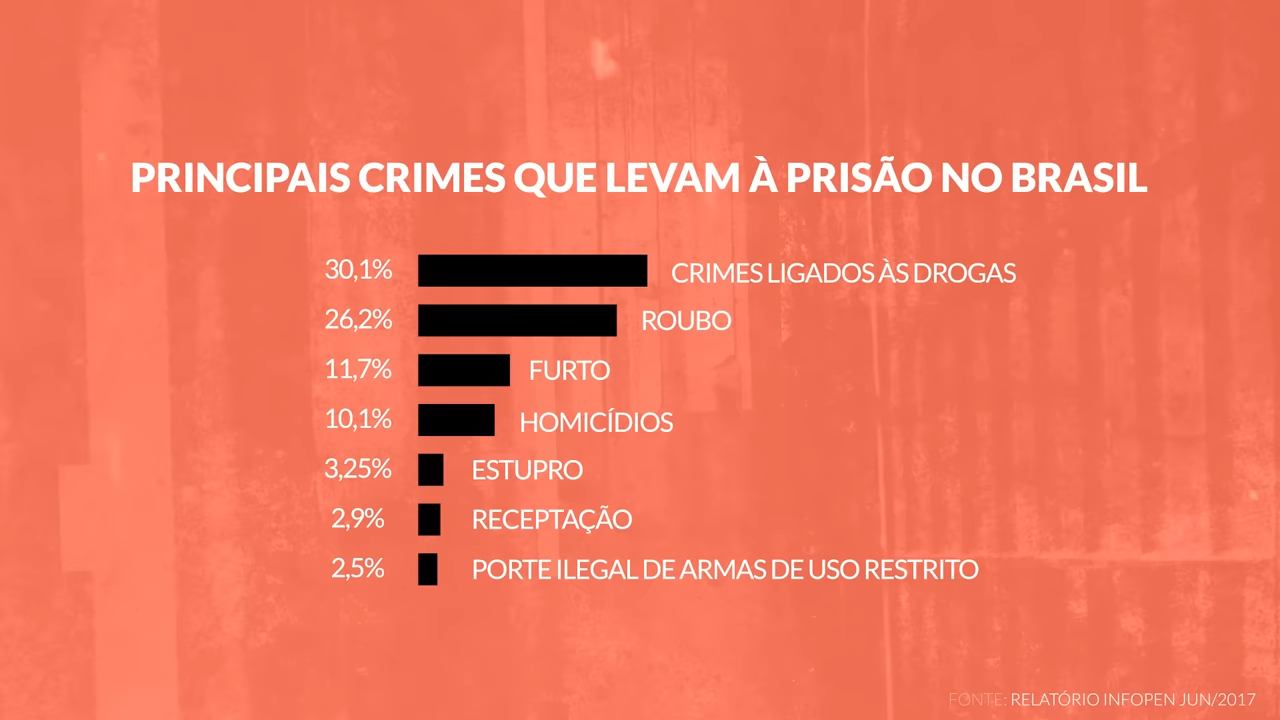 PRINCIPAIS CRIMES QUE LEVAM À PRISÃO NO BRASIL
30,1% CRIMES LIGADOS ÀS DROGAS
26,2% ROUBO
11,7% FURTO
10,1% HOMICÍDIOS
3,25% ESTUPRO
2,9% RECEPTAÇÃO
2,5% PORTE ILEGAL DE ARMAS DE USO RESTRITO
FONTE: RELATÓRIO INFOPEN JUN/2017